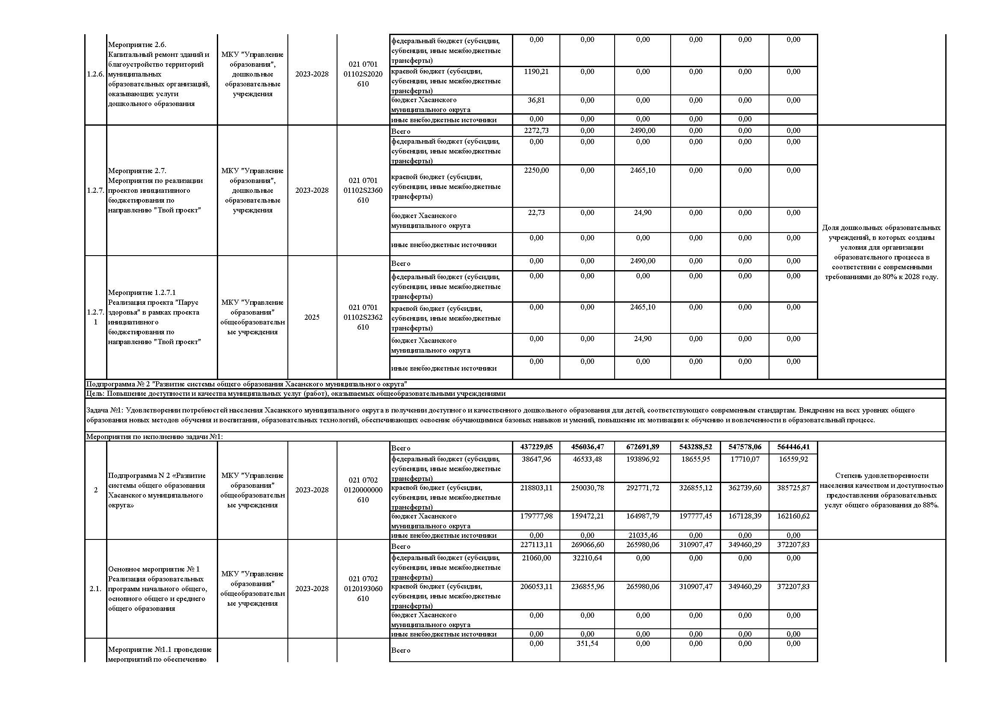 1.2.6.
Мероприятие 2.6.
Капитальный ремонт зданий и
благоустройство территорий
муниципальных
образовательных организаций,
оказывающих услуги
дошкольного образования
МКУ "Управление
образования",
дошкольные
образовательные
учреждения
2023-2028
021 0701
01102S2020
610
федеральный бюджет (субсидии,
субвенции, иные межбюджетные
трансферты)
0,00 0,00 0,00 0,00 0,00 0,00
краевой бюджет (субсидии,
субвенции, иные межбюджетные
трансферты)
1190,21 0,00 0,00 0,00 0,00 0,00
бюджет Хасанского
муниципального округа
36,81 0,00 0,00 0,00 0,00 0,00
иные внебюджетные источники 0,00 0,00 0,00 0,00 0,00
1.2.7.
Мероприятие 2.7.
Мероприятия по реализации
проектов инициативного
бюджетирования по
направлению "Твой проект"
МКУ "Управление
образования",
дошкольные
образовательные
учреждения
2023-2028
021 0701
01102S2360
610
Всего 2272,73 0,00 2490,00 0,00 0,00 0,00
федеральный бюджет (субсидии,
субвенции, иные межбюджетные
трансферты)
0,00 0,00 0,00 0,00 0,00 0,00
краевой бюджет (субсидии,
субвенции, иные межбюджетные
трансферты)
2250,00 0,00 2465,10 0,00 0,00 0,00
бюджет Хасанского
муниципального округа
22,73 0,00 24,90 0,00 0,00 0,00
иные внебюджетные источники 0,00 0,00 0,00 0,00 0,00 0,00
Доля дошкольных образовательных
учреждений, в которых созданы
условия для организации
образовательного процесса в
соответствии с современными
требованиями до 80% к 2028 году.
1.2.7.
1
Мероприятие 1.2.7.1
Реализация проекта "Парус
здоровья" в рамках проекта
инициативного
бюджетирования по
направлению "Твой проект"
МКУ "Управление
образования"
общеобразовательн
ые учреждения
2025
021 0701
01102S2362
610
Всего 0,00 0,00 2490,00 0,00 0,00 0,00
федеральный бюджет (субсидии,
субвенции, иные межбюджетные
трансферты)
0,00 0,00 0,00 0,00 0,00 0,00
краевой бюджет (субсидии,
субвенции, иные межбюджетные
трансферты)
0,00 0,00 2465,10 0,00 0,00 0,00
бюджет Хасанского
муниципального округа
0,00 0,00 24,90 0,00 0,00 0,00
иные внебюджетные источники 0,00 0,00 0,00 0,00 0,00 0,00
Подпрограмма № 2 "Развитие системы общего образования Хасанского муниципального округа"
Цель: Повышение доступности и качества муниципальных услуг (работ), оказываемых общеобразовательными учреждениями
Задача №1: Удовлетворении потребностей населения Хасанского муниципального округа в получении доступного и качественного дошкольного образования для детей, соответствующего современным стандартам. Внедрение на всех уровнях общего
образования новых методов обучения и воспитания, образовательных технологий, обеспечивающих освоение обучающимися базовых навыков и умений, повышение их мотивации к обучению и вовлеченности в образовательный процесс.
Мероприятия по исполнению задачи №1:
2
Подпрограмма N 2 «Развитие
системы общего образования
Хасанского муниципального
округа»
МКУ "Управление
образования"
общеобразовательн
ые учреждения
2023-2028
021 0702
0120000000
610
Всего 437229,05 456036,47 672691,89 543288,52 547578,06 564446,41
федеральный бюджет (субсидии,
субвенции, иные межбюджетные
трансферты)
38647,96 46533,48 193896,92 18655,95 17710,07 16559,92
краевой бюджет (субсидии,
субвенции, иные межбюджетные
трансферты)
218803,11 250030,78 292771,72 326855,12 362739,60 385725,87
бюджет Хасанского
муниципального округа
179777,98 159472,21 164987,79 197777,45 167128,39 162160,62
иные внебюджетные источники 0,00 0,00 21035,46 0,00 0,00 0,00
Степень удовлетворенности
населения качеством и доступностью
предоставления образовательных
услуг общего образования до 88%.
2.1.
Основное мероприятие № 1
Реализация образовательных
программ начального общего,
основного общего и среднего
общего образования
МКУ "Управление
образования"
общеобразовательн
ые учреждения
2023-2028
021 0702
0120193060
610
Всего 227113,11 269066,60 265980,06 310907,47 349460,29 372207,83
федеральный бюджет (субсидии,
субвенции, иные межбюджетные
трансферты)
21060,00 32210,64 0,00 0,00 0,00 0,00
краевой бюджет (субсидии,
субвенции, иные межбюджетные
трансферты)
206053,11 236855,96 265980,06 310907,47 349460,29 372207,83
бюджет Хасанского
муниципального округа
0,00 0,00 0,00 0,00 0,00 0,00
иные внебюджетные источники 0,00 0,00 0,00 0,00 0,00 0,00
Мероприятие №1.1 проведение
мероприятий по обеспечению
Всего 0,00 351,54 0,00 0,00 0,00 0,00